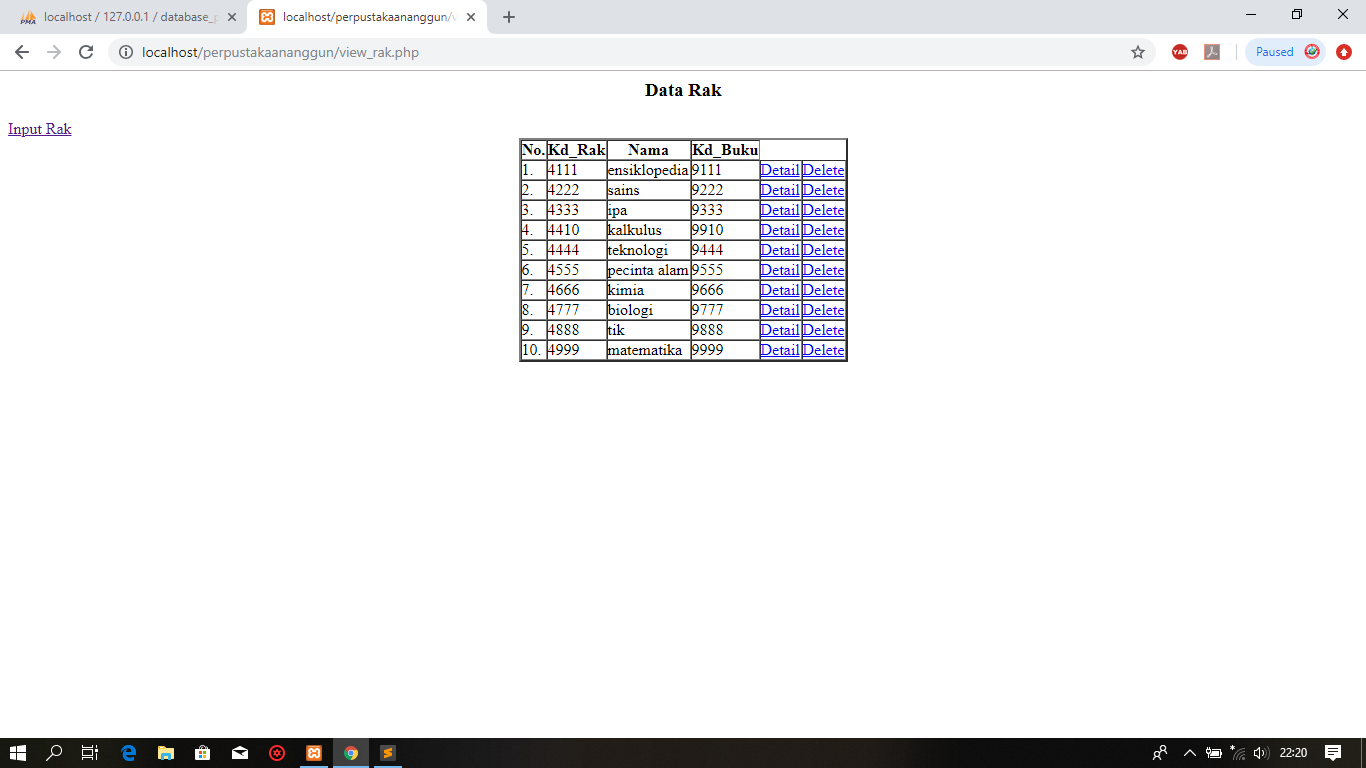 localhost / 127.0.0.1 / database_p
localhost/perpustakaananggun/v
localhost/perpustakaananggun/view_rak.php
YAB
Paused
Data Rak
Input Rak
No. Kd_Rak Nama Kd_Buku
1. 4111 ensiklopedia 9111 Detail Delete
2. 4222 sains 9222 Detail Delete
3. 4333 ipa 9333 Detail Delete
4. 4410 kalkulus 9910 Detail Delete
5. 4444 teknologi 9444 Detail Delete
6. 4555 pecinta alam 9555 Detail Delete
7. 4666 kimia 9666 Detail Delete
8. 4777 biologi 9777 Detail Delete
9. 4888 tik 9888 Detail Delete
10. 4999 matematika 9999 Detail Delete
22:20